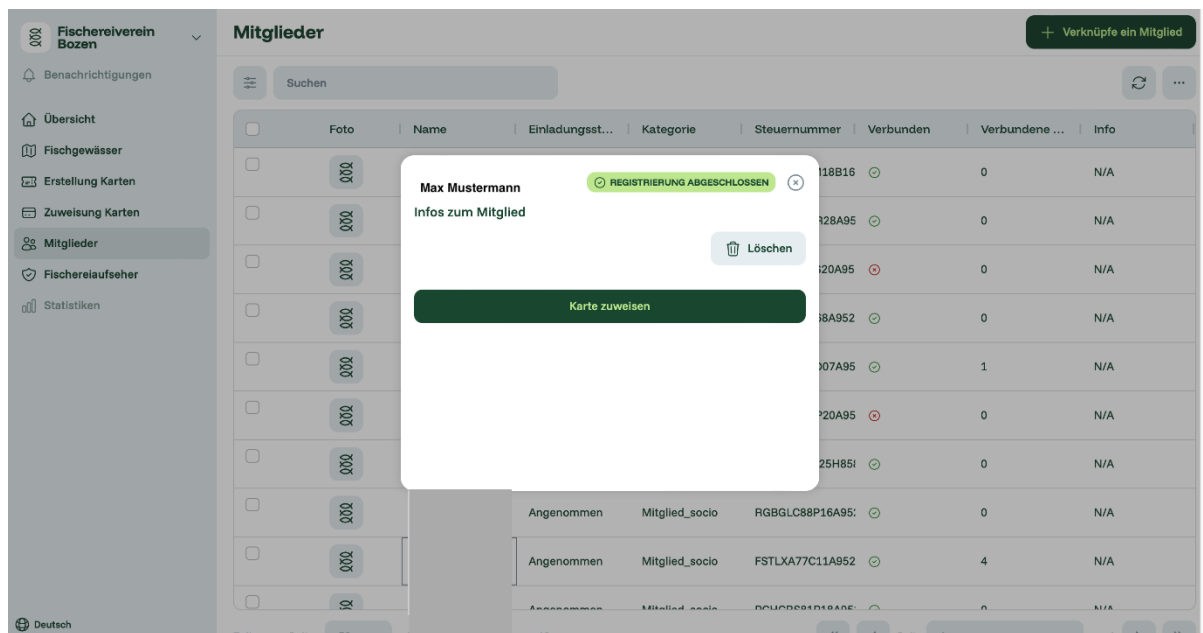 Fischereiverein
Bozen
Mitglieder
Verknüpfe ein Mitglied
Benachrichtigungen
Suchen
Übersicht
Fischgewässer
Erstellung Karten
Zuweisung Karten
Mitglieder
Fischereiaufseher
Statistiken
Foto Name Einladungsst... Kategorie Steuernummer Verbunden Verbundene ... Info
Max Mustermann
REGISTRIERUNG ABGESCHLOSSEN
Infos zum Mitglied
Löschen
Karte zuweisen
0 N/A
0 N/A
0 N/A
0 N/A
1 N/A
0 N/A
0 N/A
Angenommen Mitglied_socio 0 N/A
Angenommen Mitglied_socio FSTLXA77C11A952 4 N/A
Deutsch